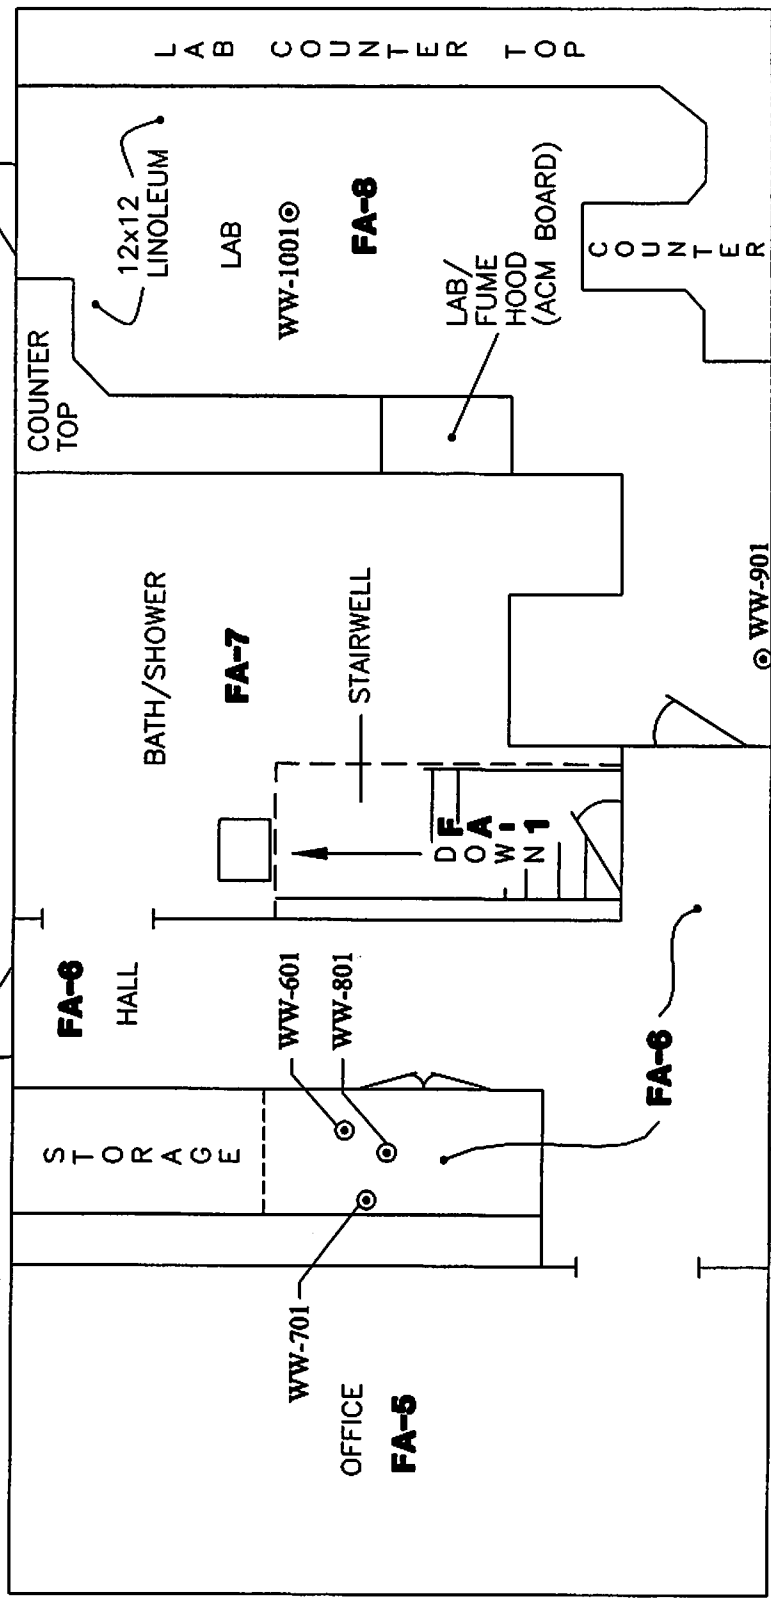 LAB COUNTER TOP
12x12
LINOLEUM
LAB
WW-1001
FA-8
LAB/
FUME
HOOD
(ACM BOARD)
COUNTER
COUNTER
TOP
BATH/SHOWER
FA-7
STAIRWELL
DOWN
FA-1
WW-901
FA-6
HALL
WW-601
WW-801
STORAGE
FA-6
WW-701
OFFICE
FA-5